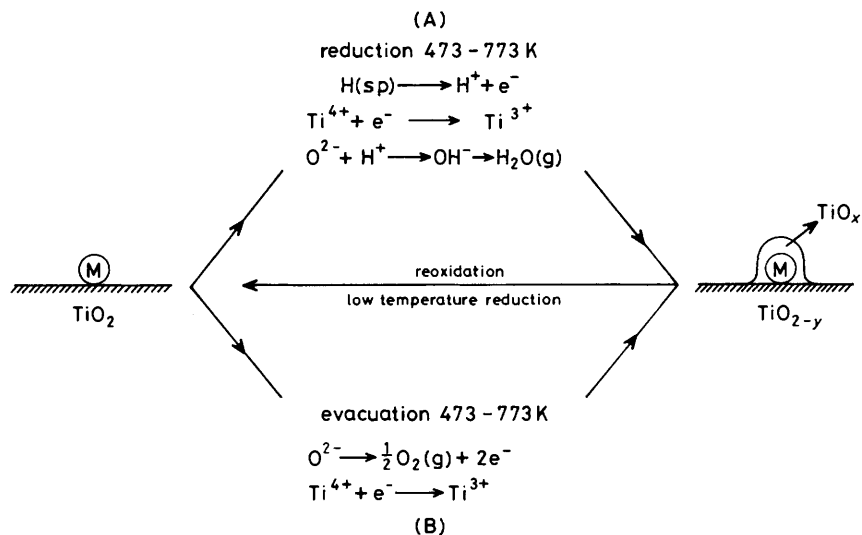 (A)
reduction 473-773 K
H(sp) ⟶ H⁺ + e⁻
Ti⁴⁺ + e⁻ ⟶ Ti³⁺
O²⁻ + H⁺ ⟶ OH⁻ → H₂O(g)
M
TiO₂
reoxidation
low temperature reduction
TiOₓ
M
TiO₂₋y
evacuation 473-773K
O²⁻ ⟶ ½O₂(g) + 2e⁻
Ti⁴⁺ + e⁻ ⟶ Ti³⁺
(B)